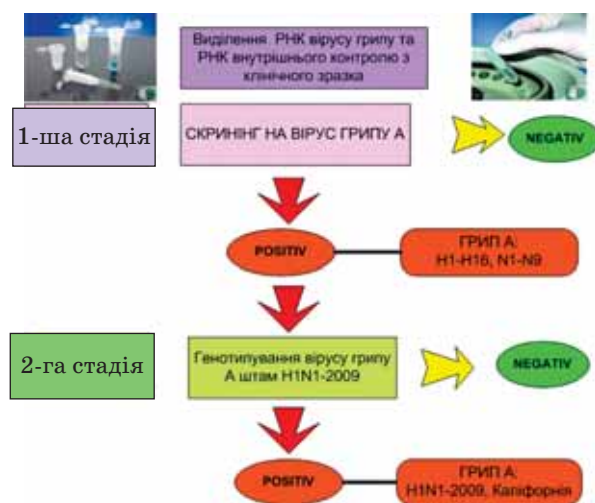 Виділення РНК вірусу грипу та
РНК внутрішнього контролю з
клінічного зразка
1-ша стадія
СКРИНІНГ НА ВІРУС ГРИПУ А
NEGATIV
POSITIV
ГРИП А:
H1-H16, N1-N9
2-га стадія
Генотипування вірусу грипу
А штам H1N1-2009
NEGATIV
POSITIV
ГРИП А:
H1N1-2009, Каліфорнія